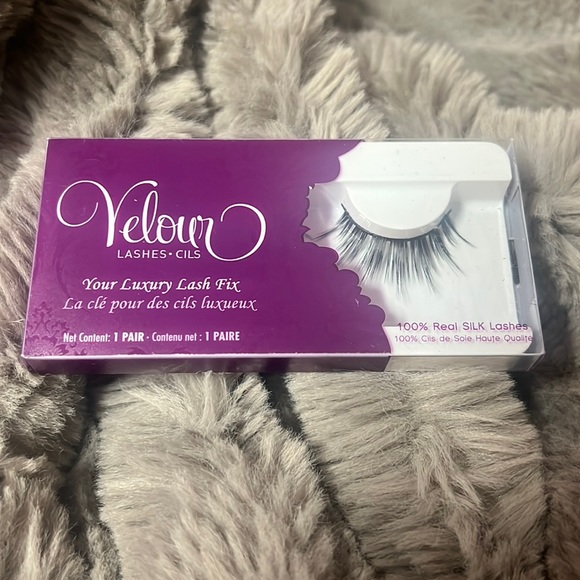 Velour
LASHES • CILS
Your Luxury Lash Fix
La clé pour des cils luxueux
Net Content: 1 PAIR • Contenu net : 1 PAIRE
100% Real SILK Lashes
100% Cils de Soie Haute Qualité